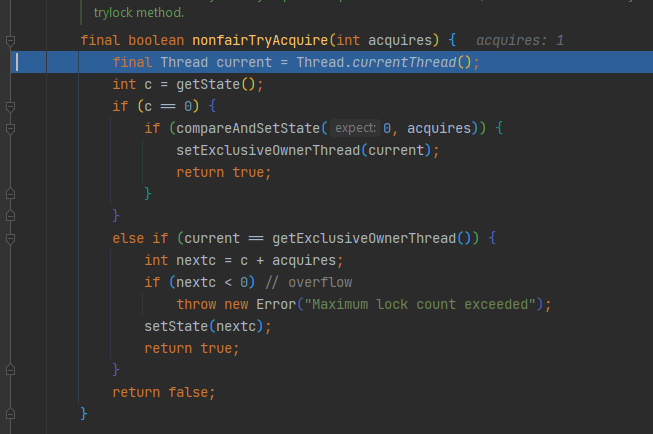 trylock method.
final boolean nonfairTryAcquire(int acquires) {   acquires: 1
    final Thread current = Thread.currentThread();
    int c = getState();
    if (c == 0) {
        if (compareAndSetState( expect: 0, acquires)) {
            setExclusiveOwnerThread(current);
            return true;
        }
    }
    else if (current == getExclusiveOwnerThread()) {
        int nextc = c + acquires;
        if (nextc < 0) // overflow
            throw new Error("Maximum lock count exceeded");
        setState(nextc);
        return true;
    }
    return false;
}